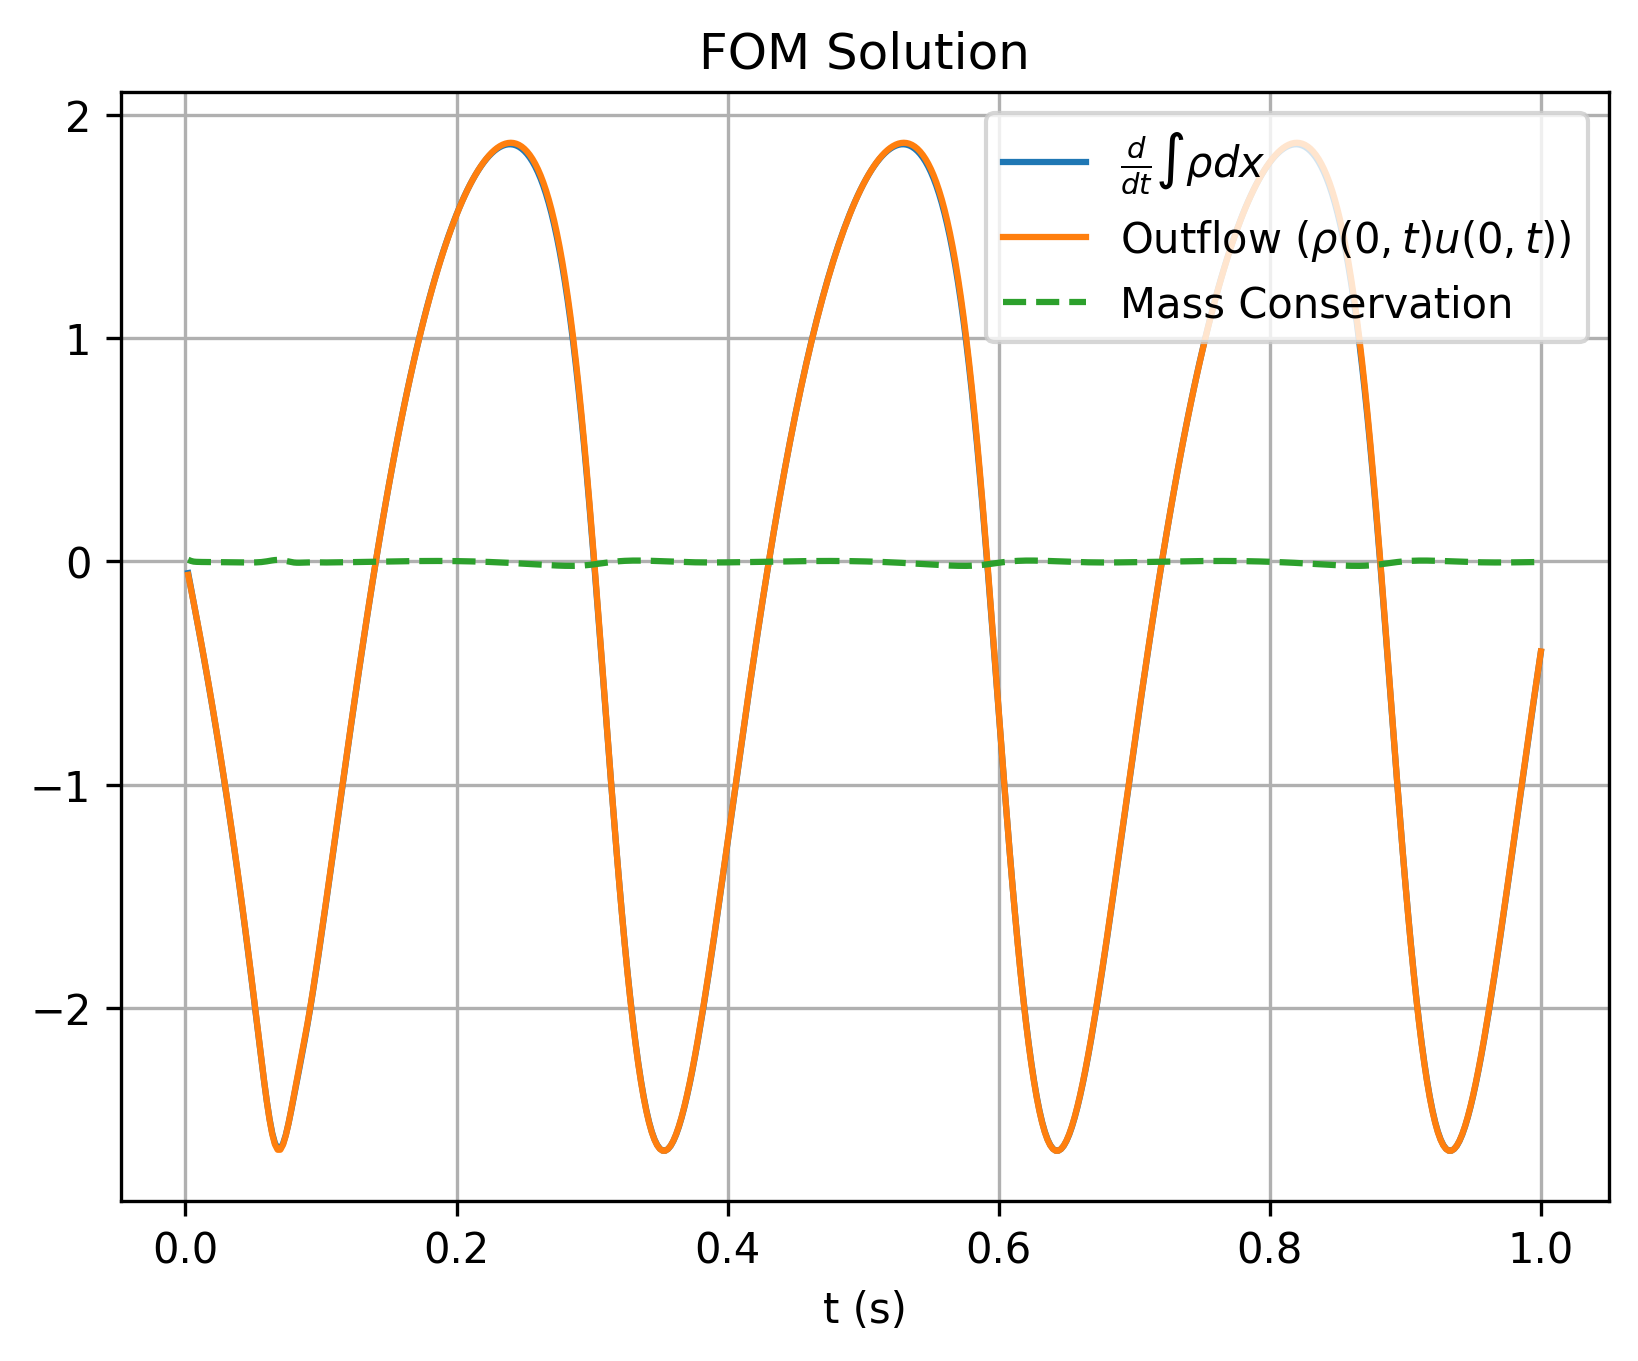 FOM Solution
2
1
0
−1
−2
d/dt ∫ρdx
Outflow (ρ(0, t)u(0, t))
Mass Conservation
0.0 0.2 0.4 0.6 0.8 1.0
t (s)